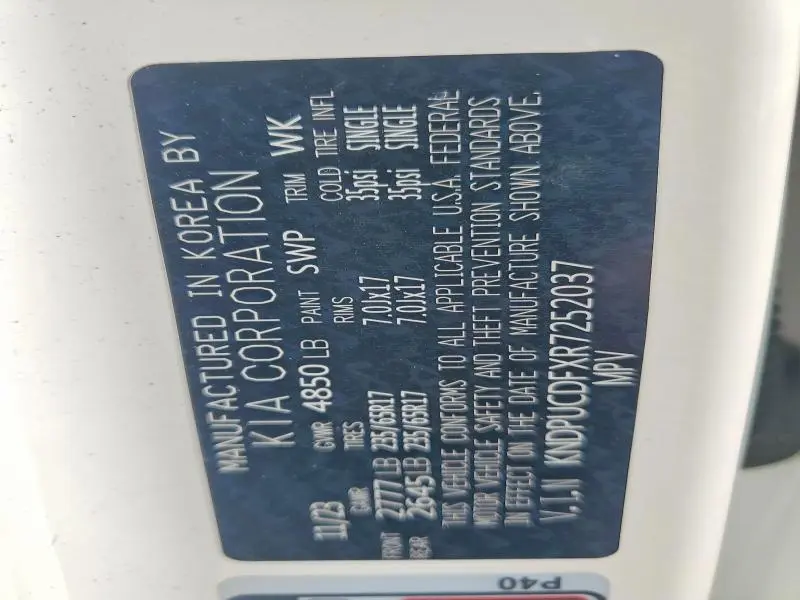 MANUFACTURED IN KOREA BY
KIA CORPORATION
11/23 GVWR 4850 LB PAINT SWP TRIM WK
GAWR TIRES RIMS COLD TIRE INFL
FRONT 2777 LB 235/65R17 7.0Jx17 35psi SINGLE
REAR 2645 LB 235/65R17 7.0Jx17 35psi SINGLE
THIS VEHICLE CONFORMS TO ALL APPLICABLE U.S.A. FEDERAL
MOTOR VEHICLE SAFETY AND THEFT PREVENTION STANDARDS
IN EFFECT ON THE DATE OF MANUFACTURE SHOWN ABOVE.
V.I.N KNDPUCDFXR7252037
MPV
P40